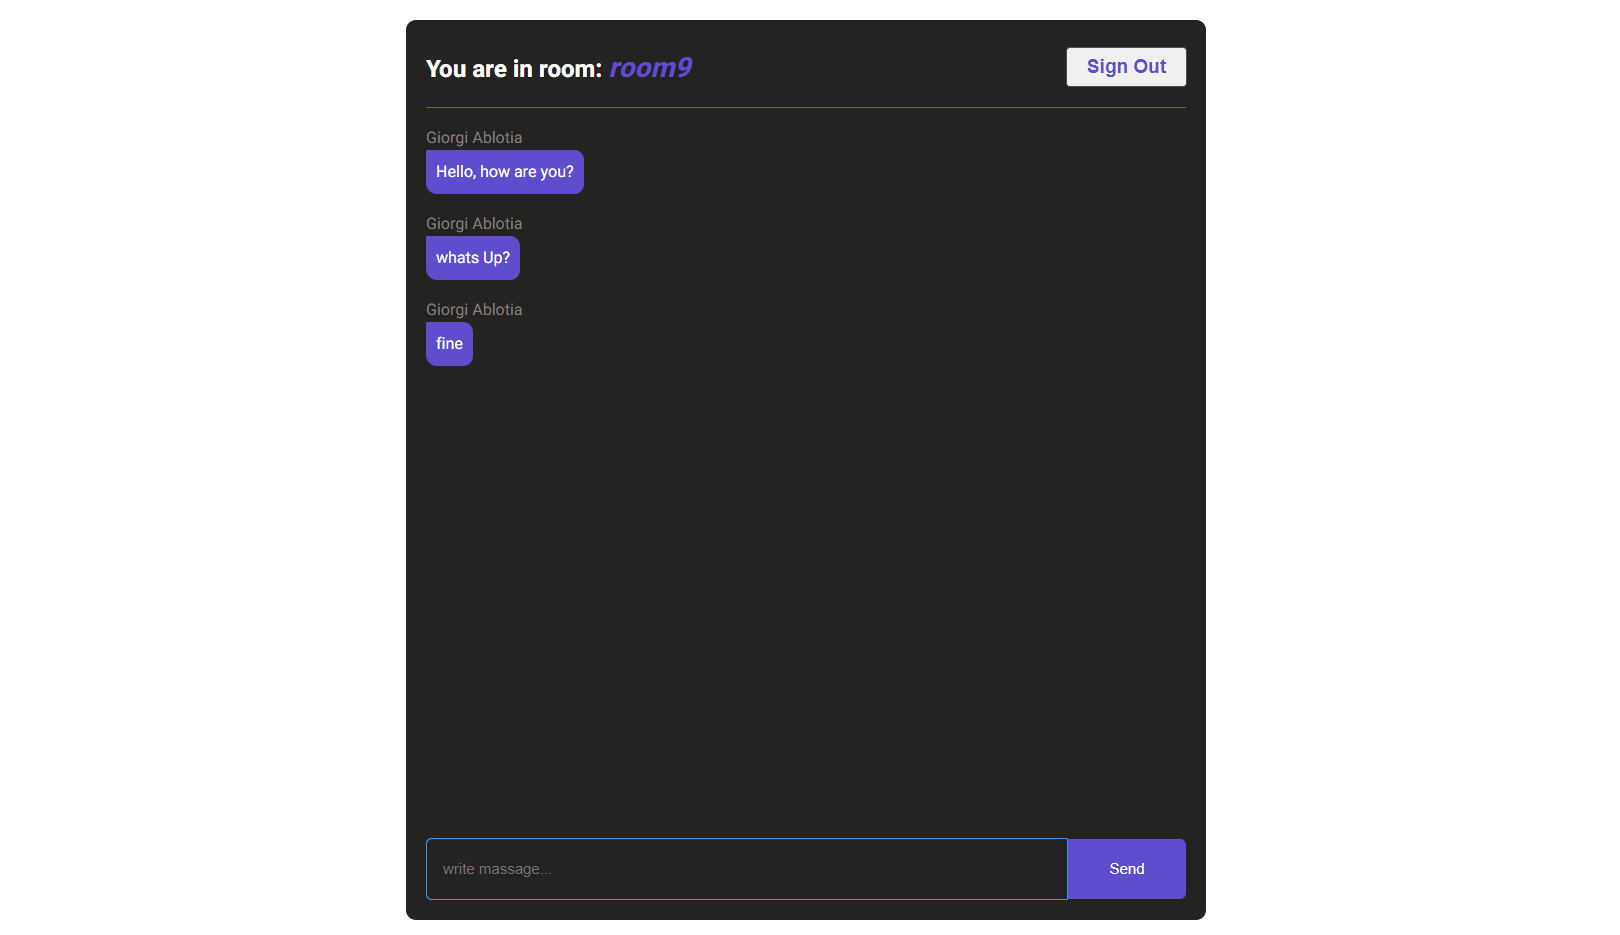 You are in room: room9
Sign Out
Giorgi Ablotia
Hello, how are you?
Giorgi Ablotia
whats Up?
Giorgi Ablotia
fine
write massage...
Send